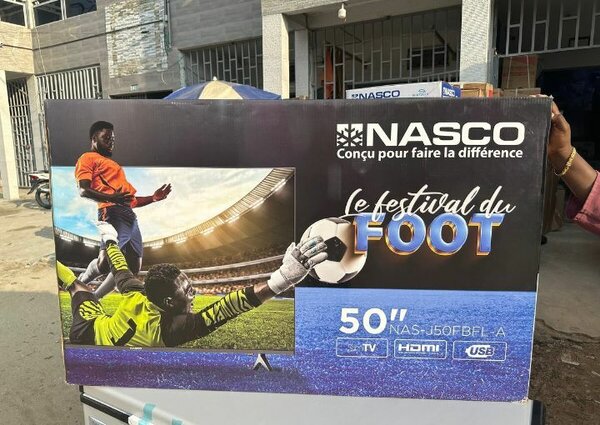 NASCO
NASCO
Conçu pour faire la différence
Le festival du
FOOT
50"
NAS-J50FBFL-A
TV
HDMI
USB